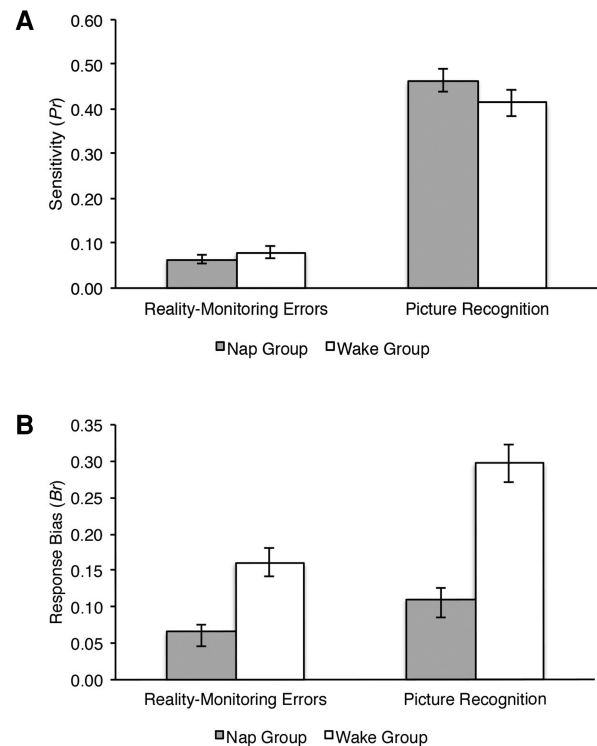 A
0.60
0.50
0.40
0.30
0.20
0.10
0.00
Sensitivity (Pr)
Reality-Monitoring Errors Picture Recognition
Nap Group Wake Group
B
0.35
0.30
0.25
0.20
0.15
0.10
0.05
0.00
Response Bias (Br)
Reality-Monitoring Errors Picture Recognition
Nap Group Wake Group